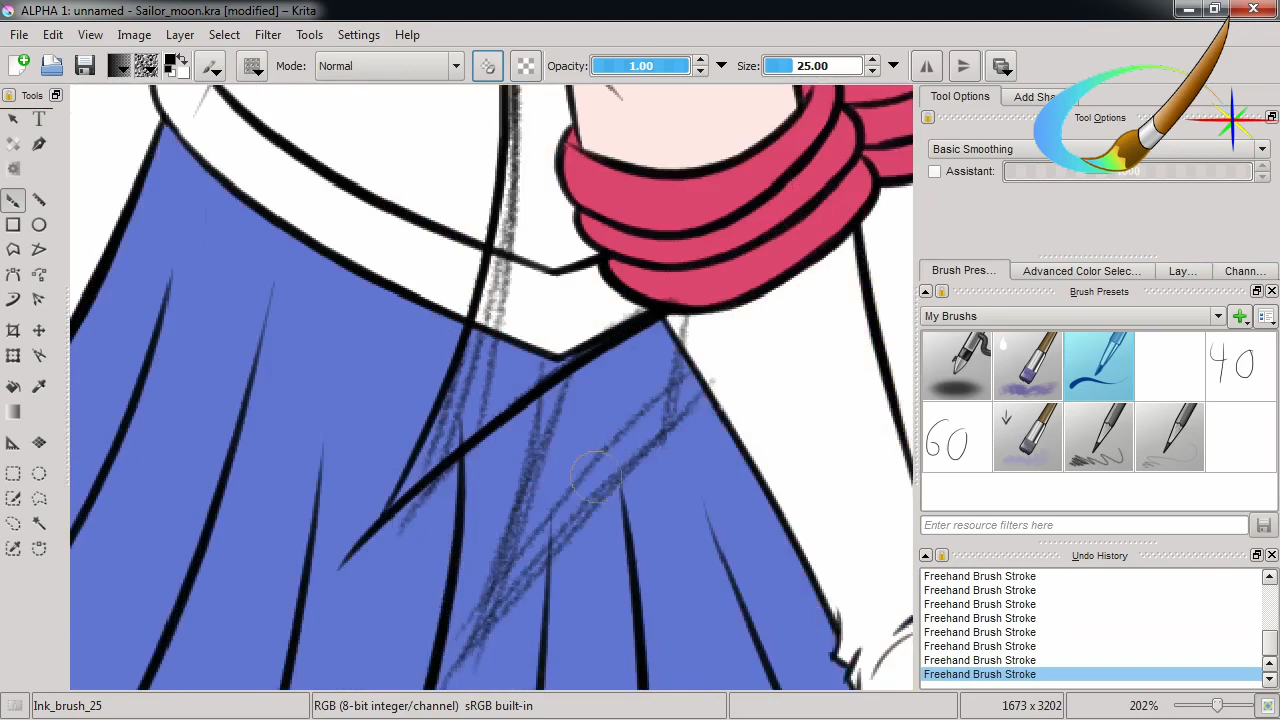 ALPHA 1: unnamed - Sailor_moon.kra [modified] – Krita
File Edit View Image Layer Select Filter Tools Settings Help
Mode: Normal Opacity: 1.00 Size: 25.00
Tools
Tool Options Add Sha
Tool Options
Basic Smoothing
Assistant:
Brush Pres... Advanced Color Selec... Lay... Chann...
Brush Presets
My Brushes
40
60
Enter resource filters here
Undo History
Freehand Brush Stroke
Freehand Brush Stroke
Freehand Brush Stroke
Freehand Brush Stroke
Freehand Brush Stroke
Freehand Brush Stroke
Freehand Brush Stroke
Freehand Brush Stroke
Ink_brush_25 RGB (8-bit integer/channel) sRGB built-in 1673 x 3202 202%